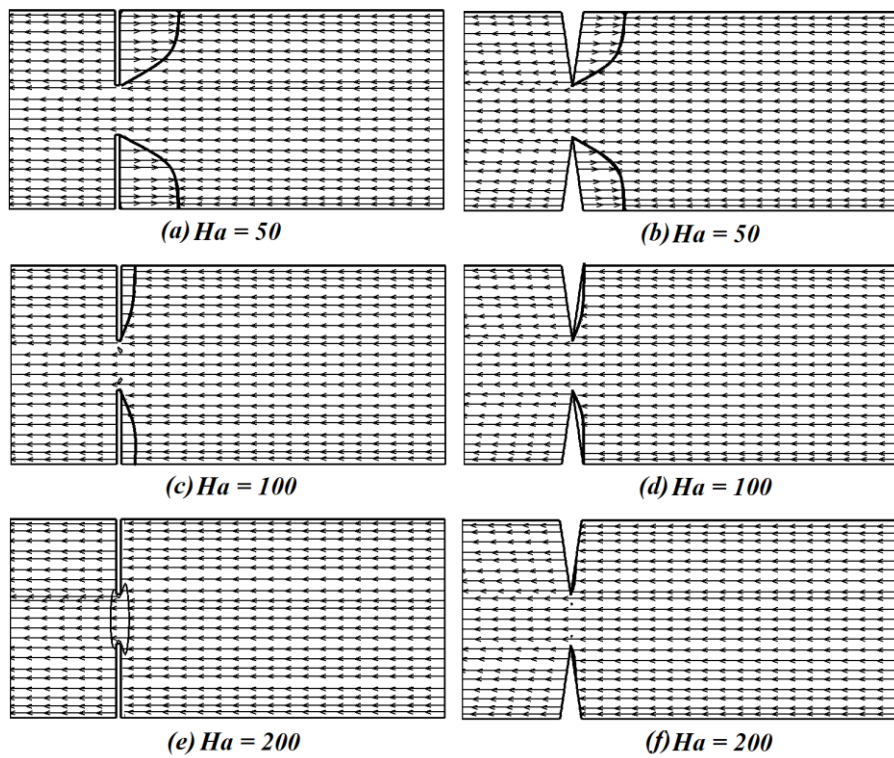 (a) Ha = 50
(b) Ha = 50
(c) Ha = 100
(d) Ha = 100
(e) Ha = 200
(f) Ha = 200